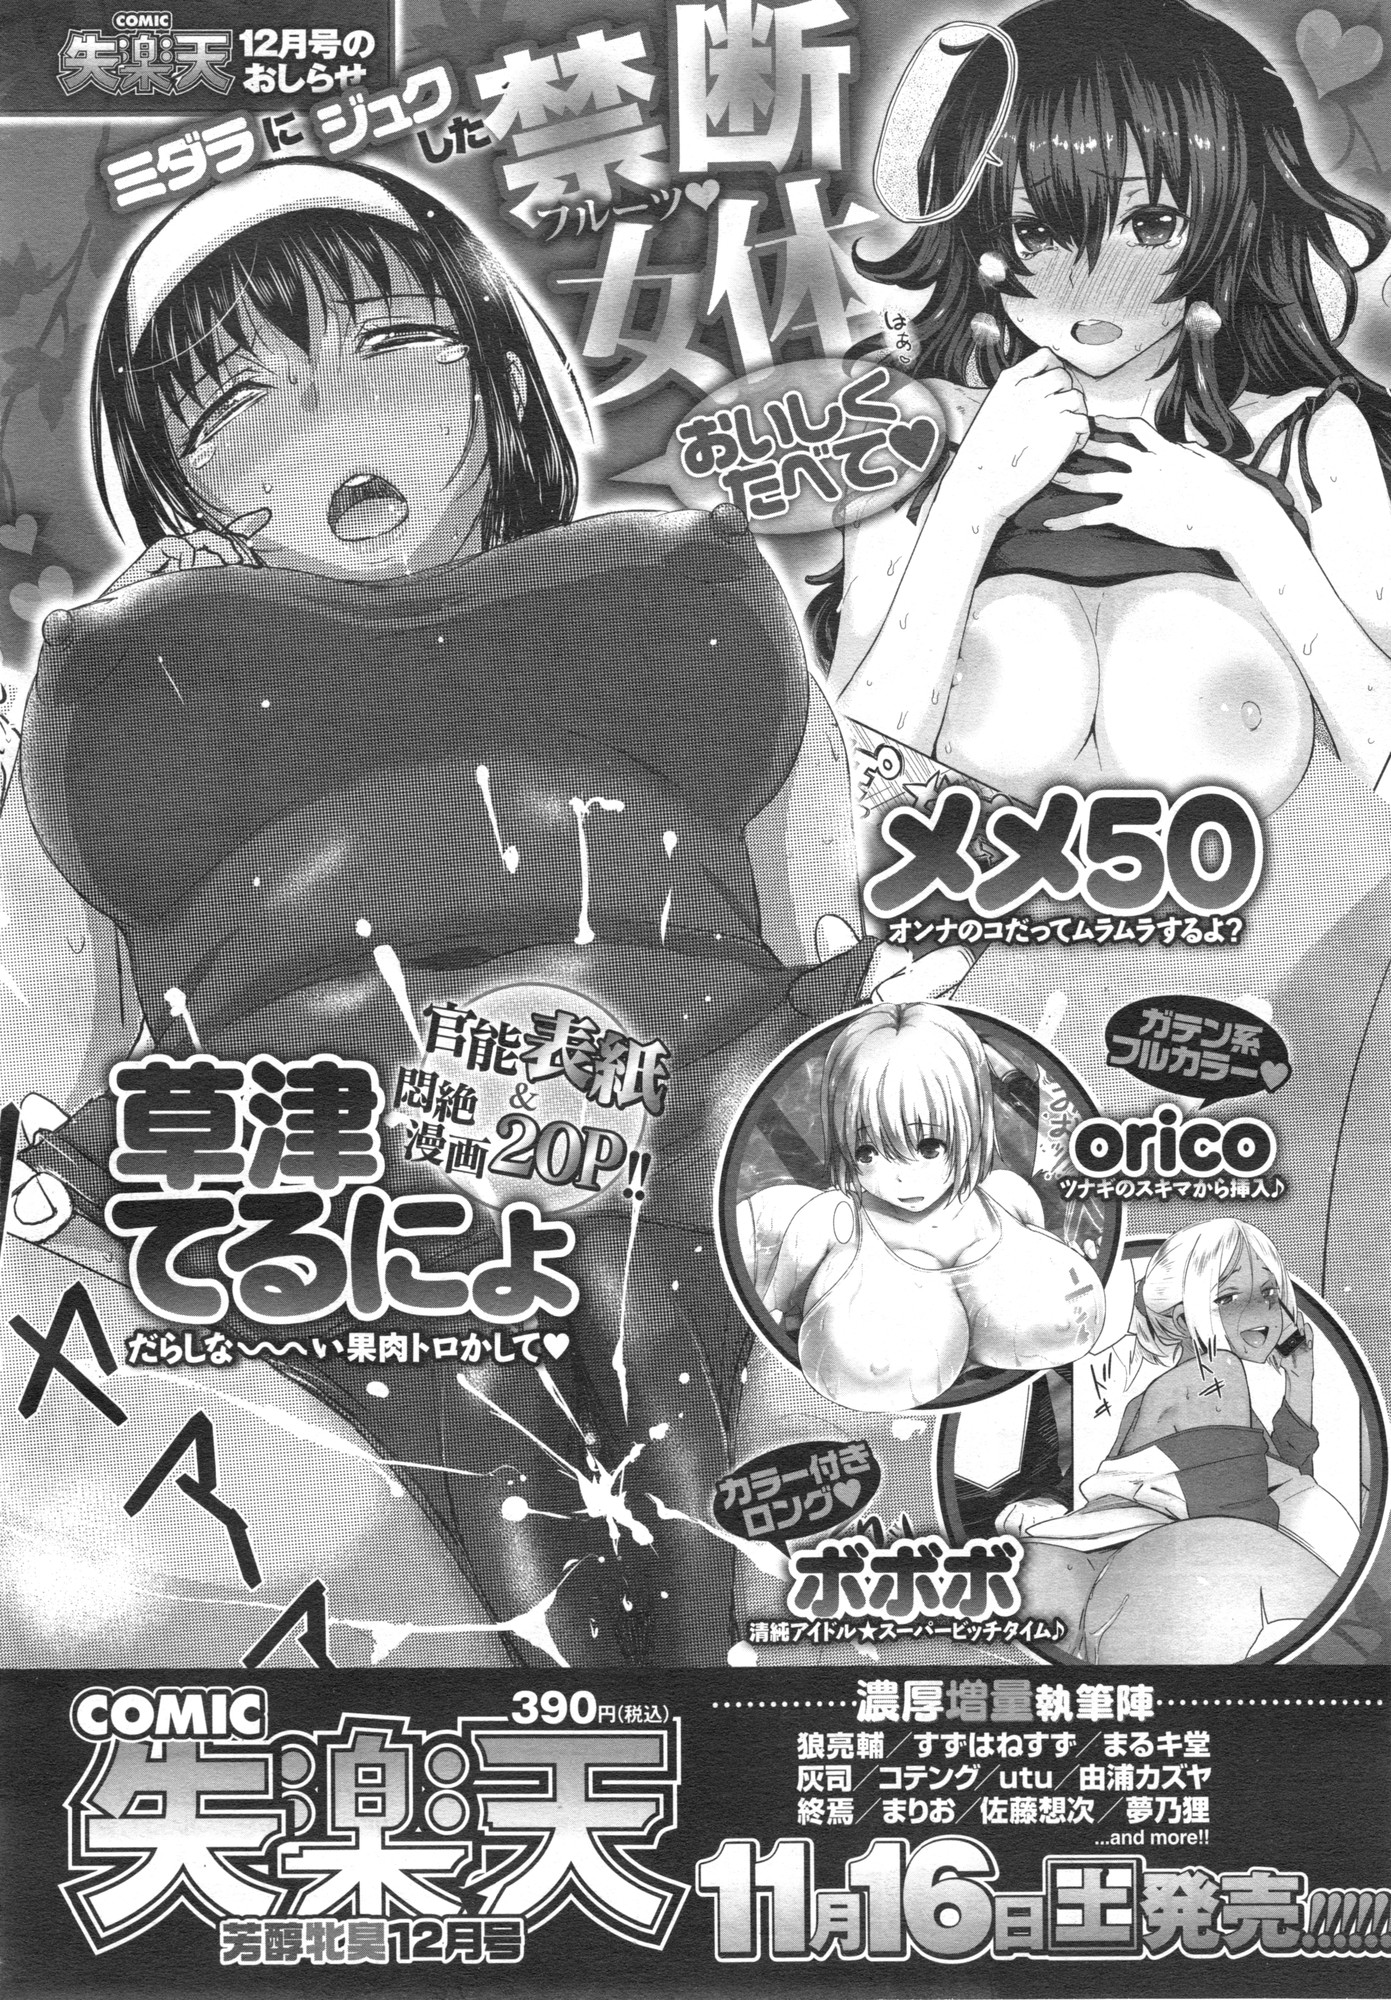 COMIC
失楽天
12月号の
おしらせ
ミダラに ジュクした
禁断
フルーツ♥
女体
おいしく
たべて♥
はぁ♥
メメ50
オンナのコだってムラムラするよ?
官能表紙
&
悶絶
漫画20P!!
草津
てるにょ
だらしな〜〜い果肉トロかして♥
ガテン系
フルカラー♥
orico
ツナギのスキマから挿入♪
カラー付き
ロング♥
ボボボ
清純アイドル★スーパービッチタイム♪
メ
ア
ア
COMIC
失楽天
390円(税込)
芳醇牝臭12月号
濃厚増量執筆陣
狼亮輔/すずはねすず/まるキ堂
灰司/コテング/utu/由浦カズヤ
終焉/まりお/佐藤想次/夢乃狸
...and more!!
11月16日土発売!!!!!!